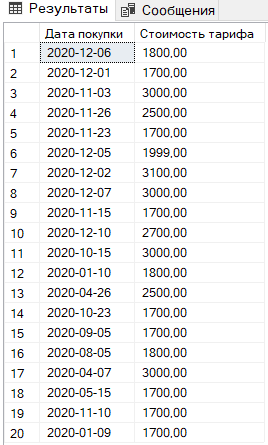 Результаты Сообщения
Дата покупки Стоимость тарифа
1 2020-12-06 1800,00
2 2020-12-01 1700,00
3 2020-11-03 3000,00
4 2020-11-26 2500,00
5 2020-11-23 1700,00
6 2020-12-05 1999,00
7 2020-12-02 3100,00
8 2020-12-07 3000,00
9 2020-11-15 1700,00
10 2020-12-10 2700,00
11 2020-10-15 3000,00
12 2020-01-10 1800,00
13 2020-04-26 2500,00
14 2020-10-23 1700,00
15 2020-09-05 1700,00
16 2020-08-05 1800,00
17 2020-04-07 3000,00
18 2020-05-15 1700,00
19 2020-11-10 1700,00
20 2020-01-09 1700,00